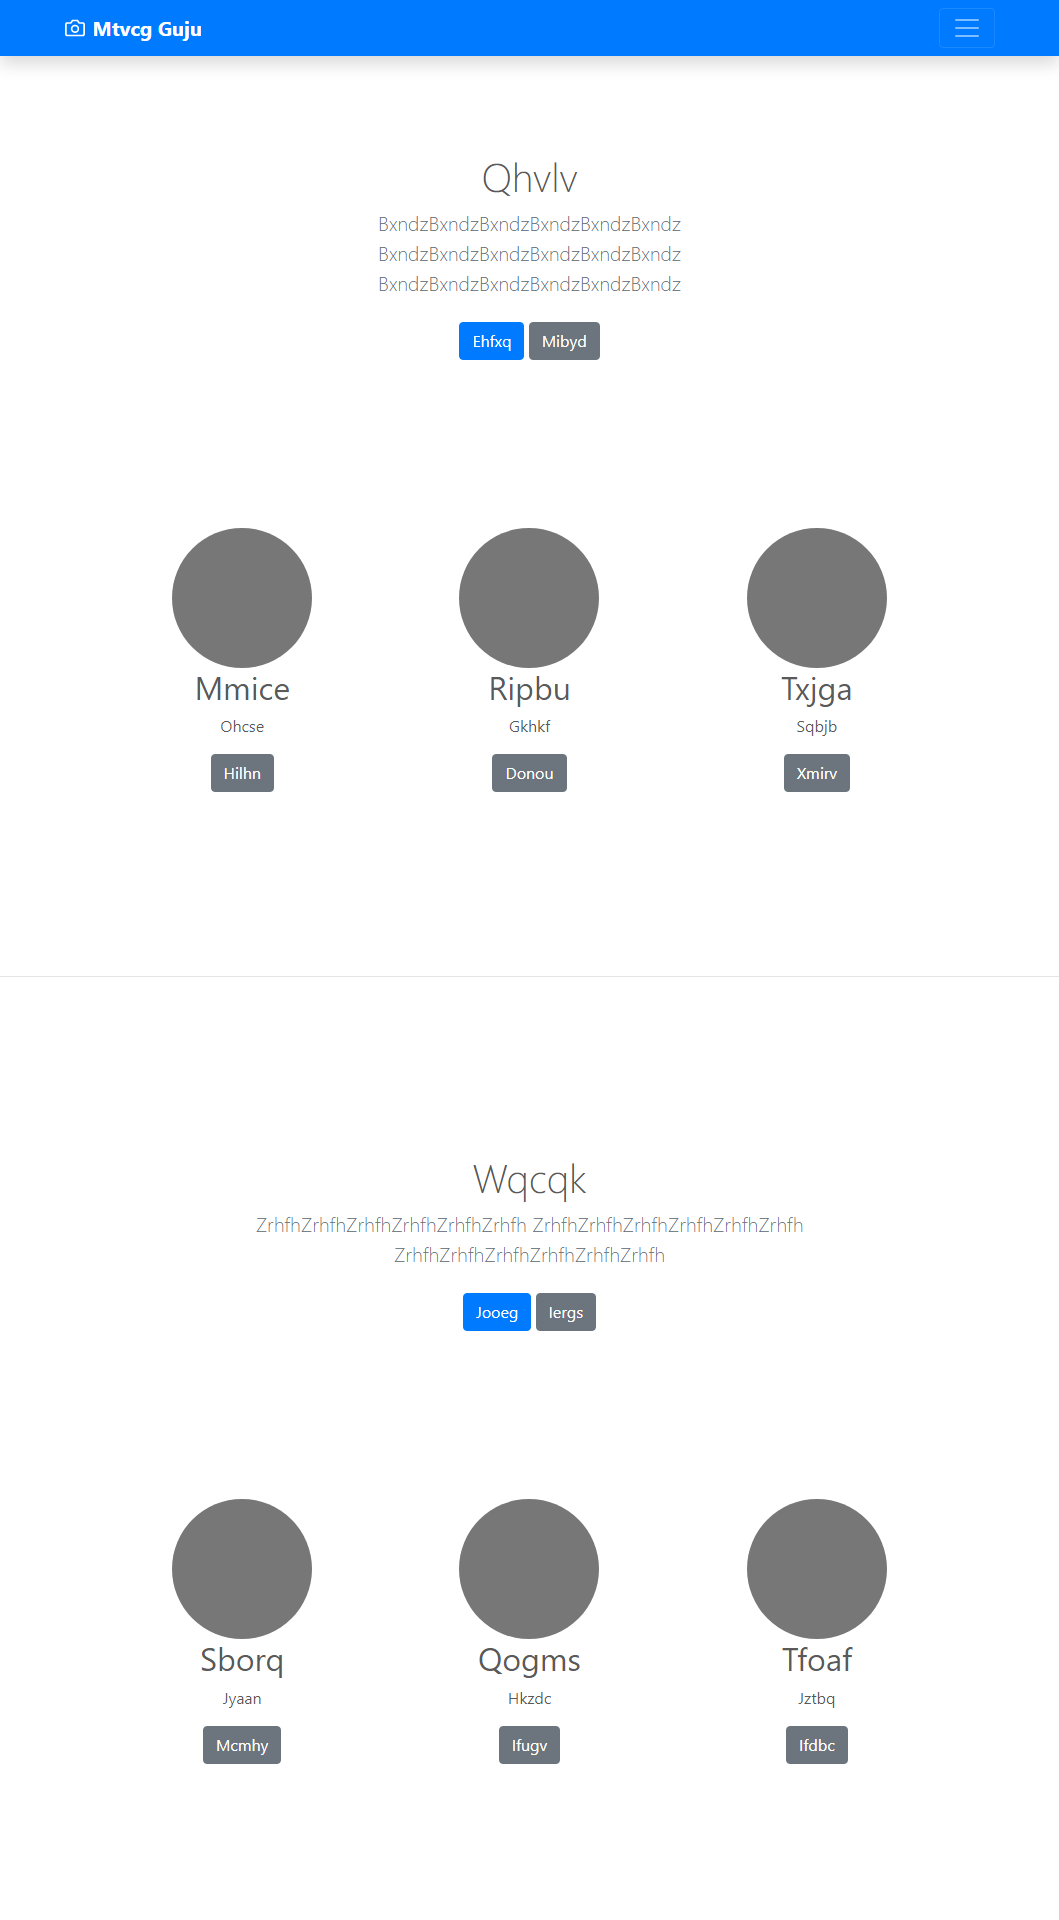 Mtvcg Guju
Qhvlv
BxndzBxndzBxndzBxndzBxndzBxndz
BxndzBxndzBxndzBxndzBxndzBxndz
BxndzBxndzBxndzBxndzBxndzBxndz
Ehfxq Mibyd
Mmice Ripbu Txjga
Ohcse Gkhkf Sqbjb
Hilhn Donou Xmirv
Wqcqk
ZrhfhZrhfhZrhfhZrhfhZrhfhZrhfh ZrhfhZrhfhZrhfhZrhfhZrhfhZrhfh
ZrhfhZrhfhZrhfhZrhfhZrhfhZrhfh
Jooeg Iergs
Sborq Qogms Tfoaf
Jyaan Hkzdc Jztbq
Mcmhy Ifugv Ifdbc